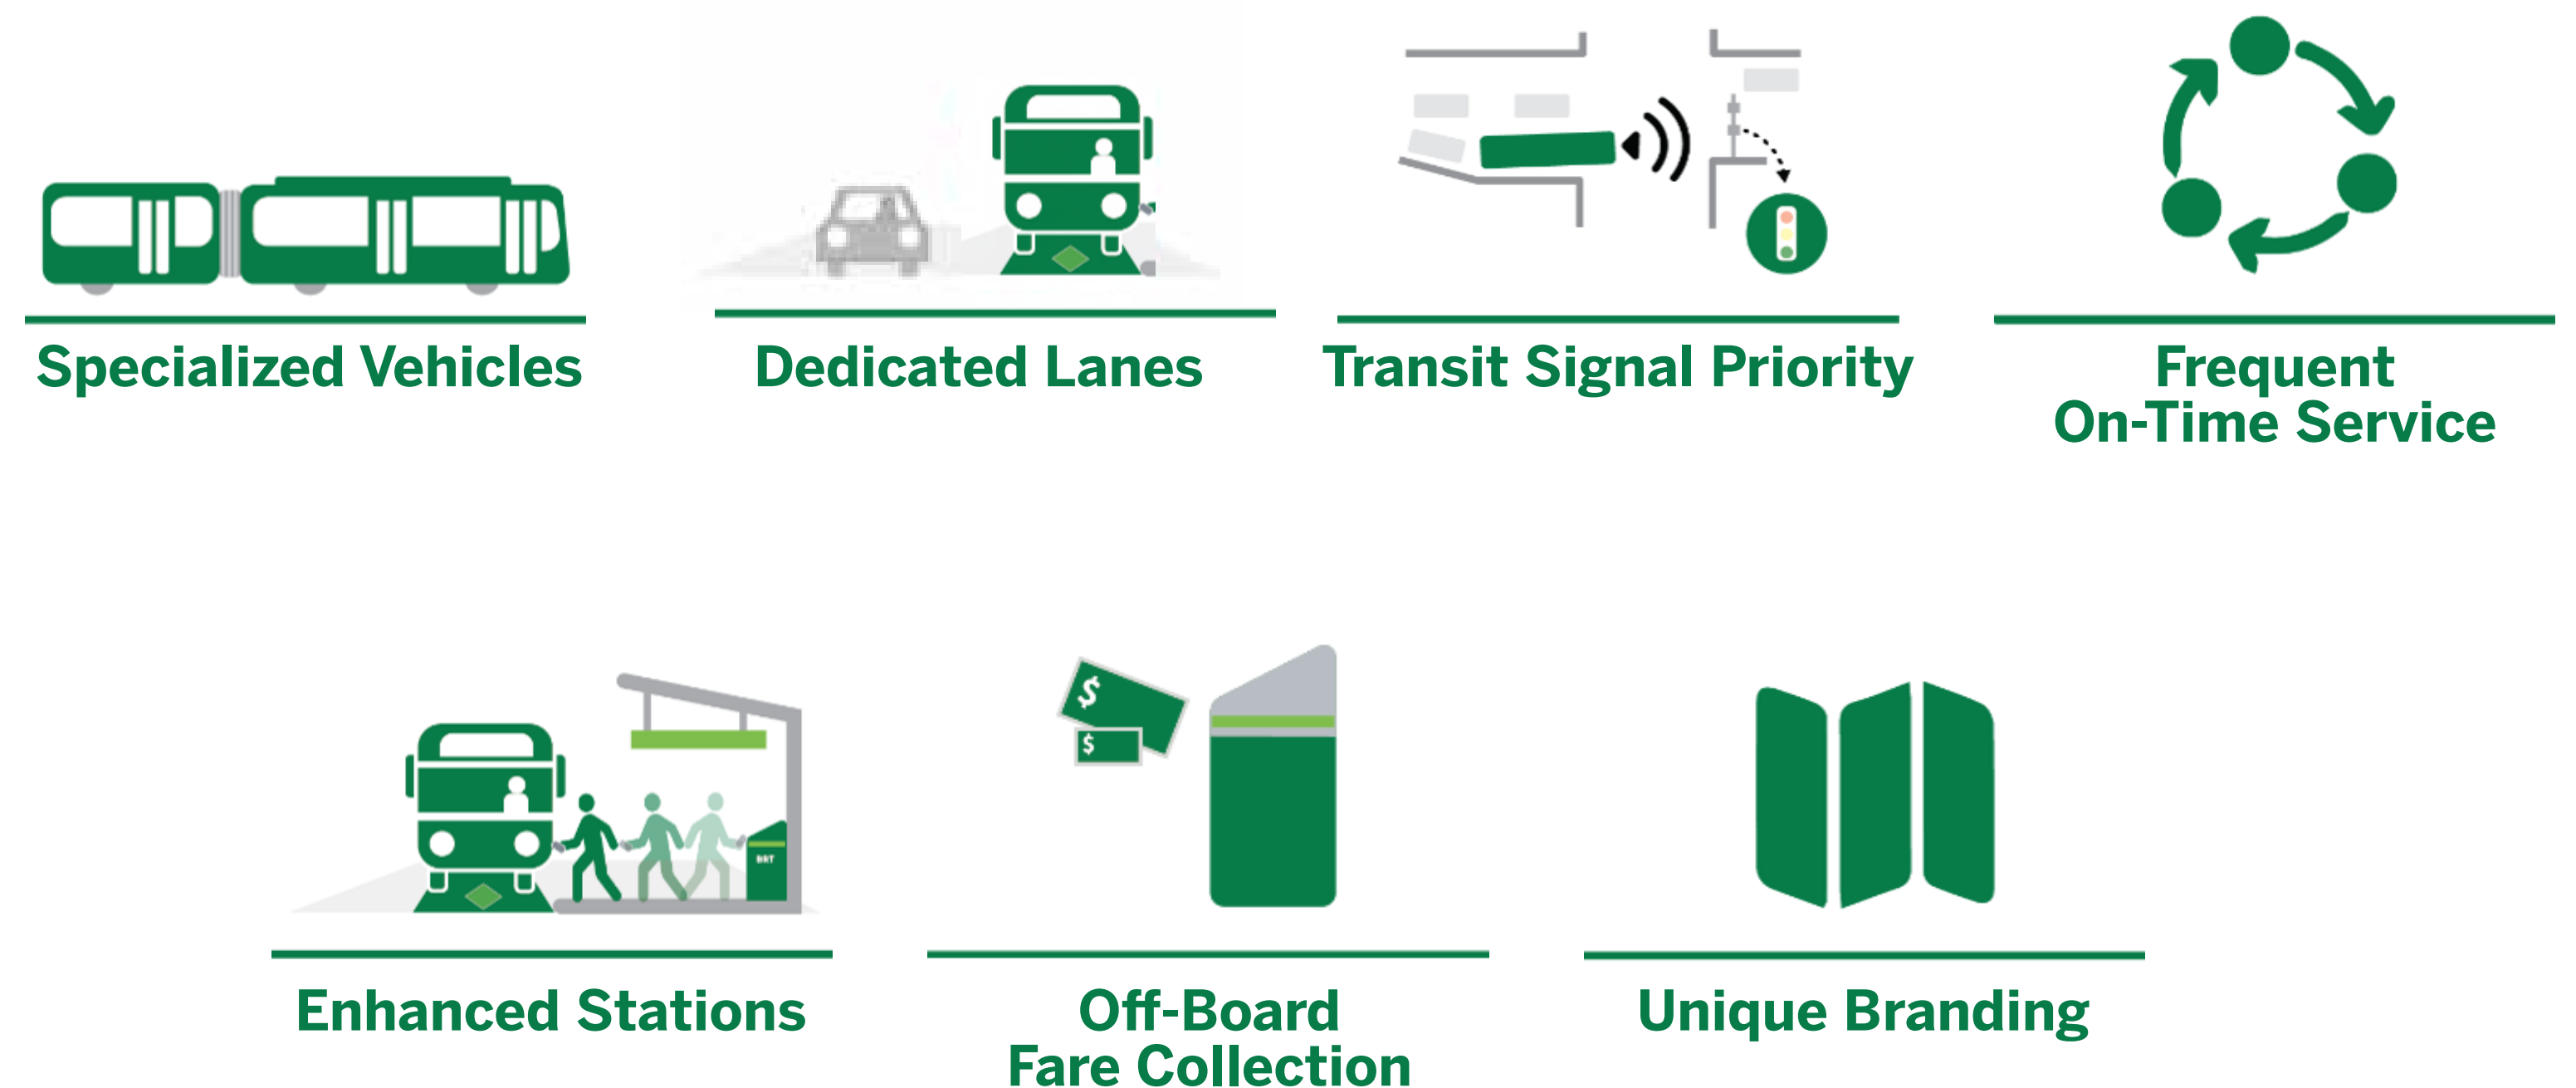 Specialized Vehicles
Dedicated Lanes
Transit Signal Priority
Frequent
On-Time Service
$
$
BRT
Enhanced Stations
Off-Board
Fare Collection
Unique Branding